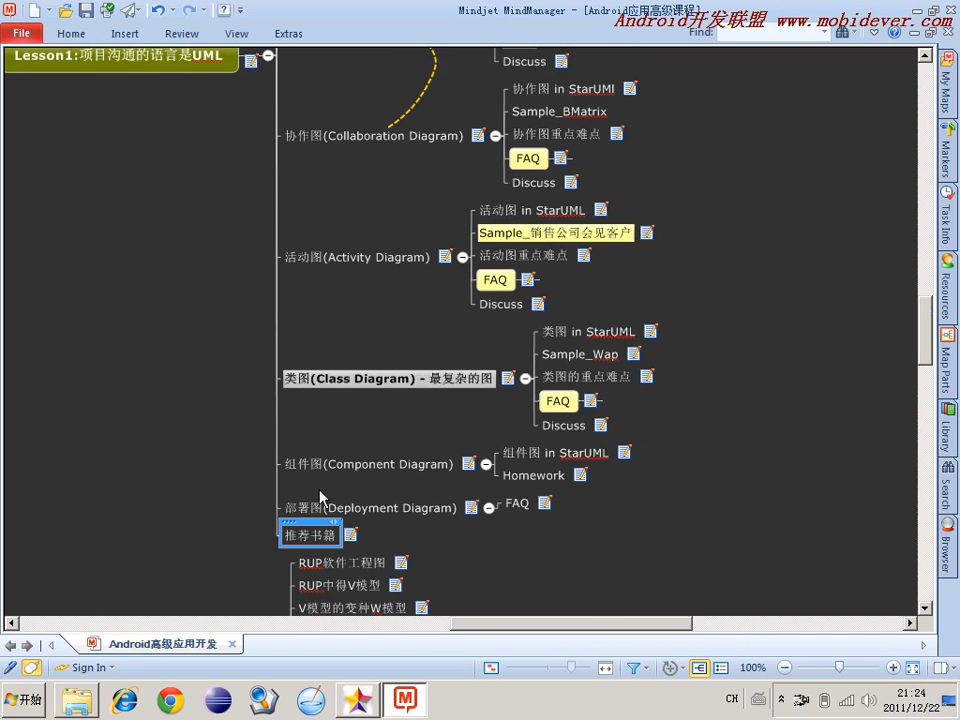 Mindjet MindManager - [Android应用高级课程]
Android开发联盟 www.mobidever.com
File Home Insert Review View Extras Find:
Lesson1:项目沟通的语言是UML
Discuss
协作图 in StarUMl
Sample_BMatrix
协作图(Collaboration Diagram)
协作图重点难点
FAQ
Discuss
活动图 in StarUML
Sample_销售公司会见客户
活动图(Activity Diagram)
活动图重点难点
FAQ
Discuss
类图 in StarUML
Sample_Wap
类图(Class Diagram) - 最复杂的图
类图的重点难点
FAQ
Discuss
组件图 in StarUML
组件图(Component Diagram)
Homework
部署图(Deployment Diagram)
FAQ
推荐书籍
RUP软件工程图
RUP中得V模型
V模型的变种W模型
My Maps
Markers
Task Info
Resources
Map Parts
Library
Search
Browser
Android高级应用开发
Sign In
100%
开始
CH
21:24
2011/12/22